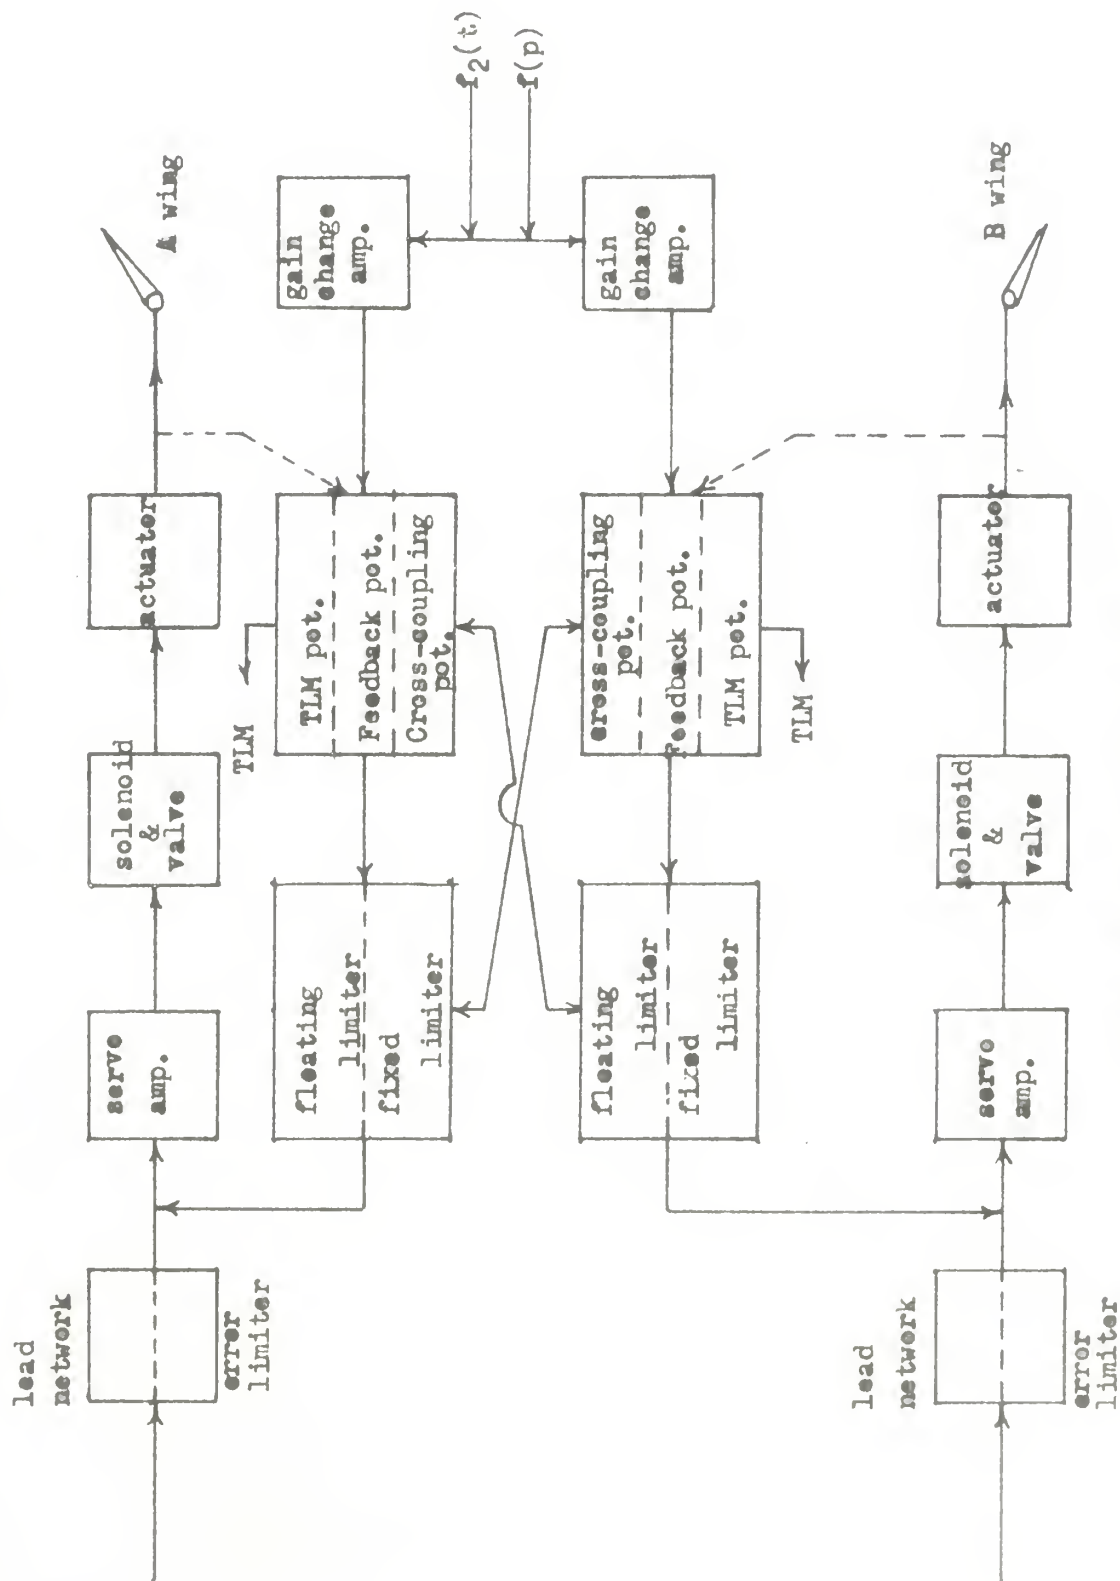 lead
network
error
limiter
servo
amp.
solenoid
&
valve
actuator
A wing
TLM
floating
limiter
fixed
limiter
TLM pot.
Feedback pot.
Cross-coupling
pot.
gain
change
amp.
f2(t)
f(p)
floating
limiter
fixed
limiter
cross-coupling
pot.
Feedback pot.
TLM pot.
gain
change
amp.
TLM
lead
network
error
limiter
servo
amp.
solenoid
&
valve
actuator
B wing